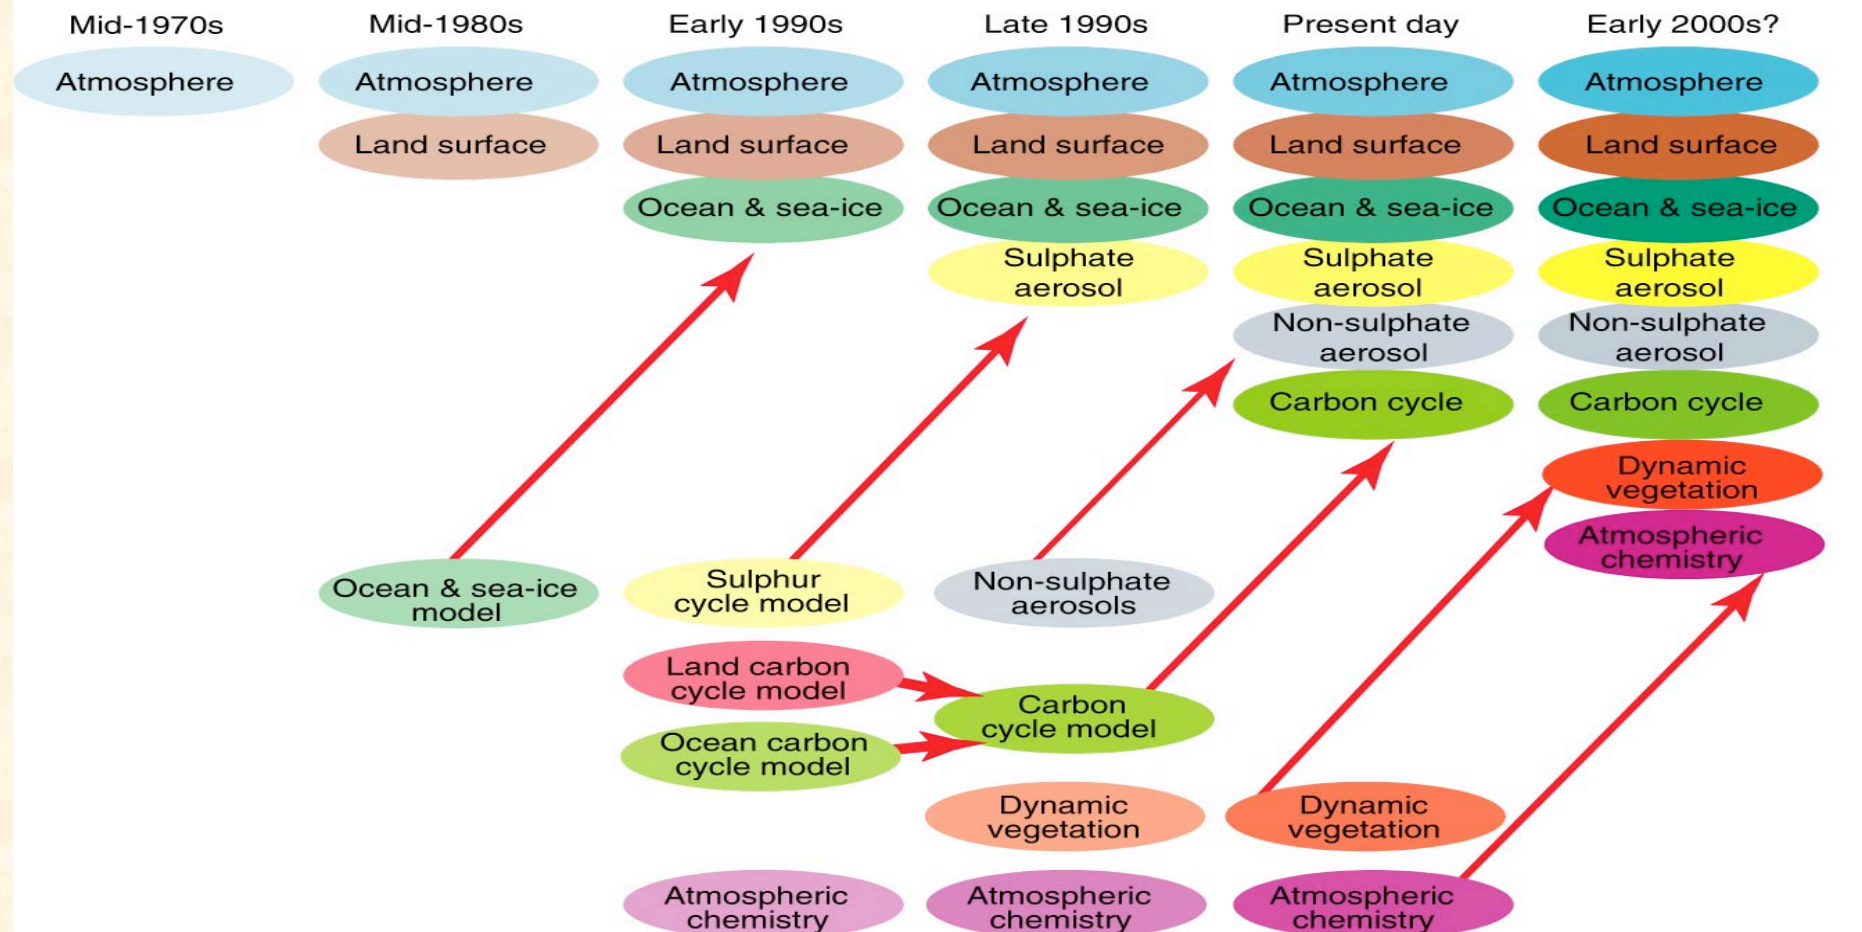 Mid-1970s
Mid-1980s
Early 1990s
Late 1990s
Present day
Early 2000s?
Atmosphere
Atmosphere
Atmosphere
Atmosphere
Atmosphere
Atmosphere
Land surface
Land surface
Land surface
Land surface
Land surface
Ocean & sea-ice
Ocean & sea-ice
Ocean & sea-ice
Ocean & sea-ice
Sulphate
aerosol
Sulphate
aerosol
Sulphate
aerosol
Non-sulphate
aerosol
Non-sulphate
aerosol
Carbon cycle
Carbon cycle
Dynamic
vegetation
Atmospheric
chemistry
Ocean & sea-ice
model
Sulphur
cycle model
Non-sulphate
aerosols
Land carbon
cycle model
Carbon
cycle model
Ocean carbon
cycle model
Dynamic
vegetation
Dynamic
vegetation
Atmospheric
chemistry
Atmospheric
chemistry
Atmospheric
chemistry